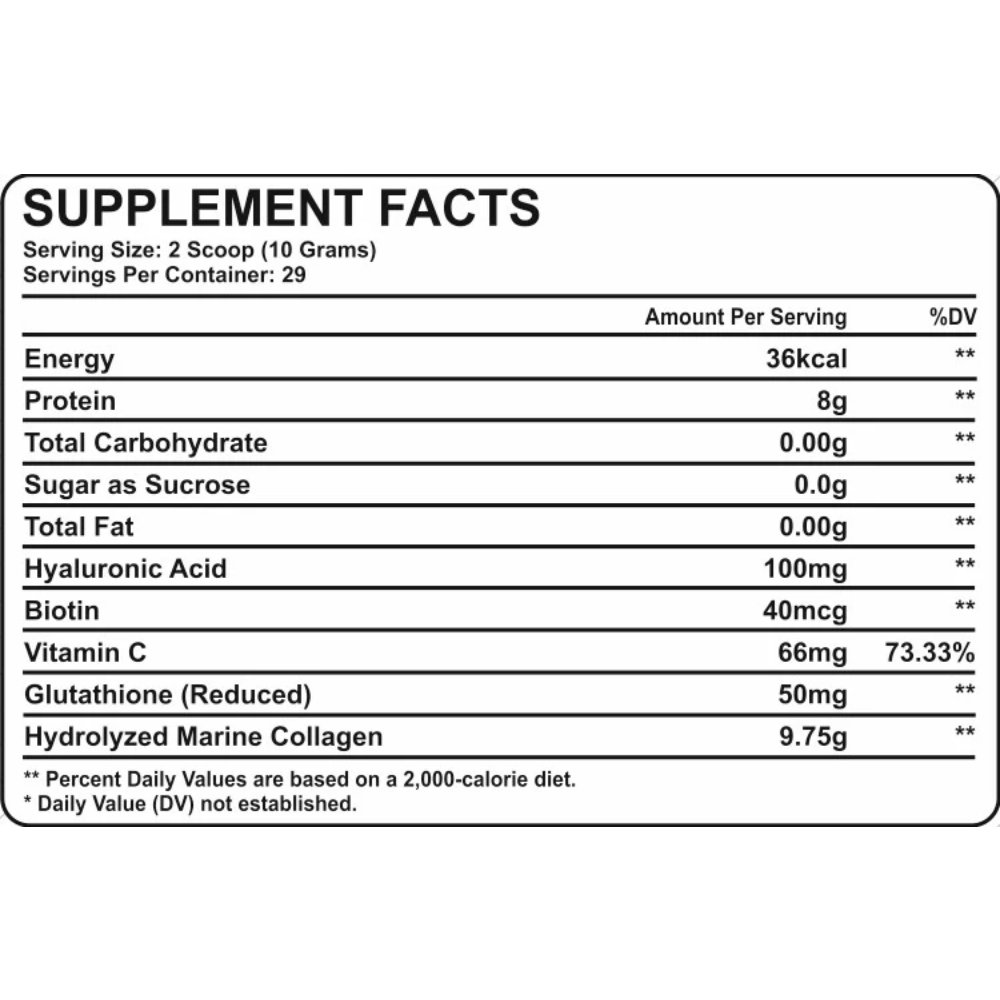 SUPPLEMENT FACTS
Serving Size: 2 Scoop (10 Grams)
Servings Per Container: 29
Amount Per Serving %DV
Energy 36kcal **
Protein 8g **
Total Carbohydrate 0.00g **
Sugar as Sucrose 0.0g **
Total Fat 0.00g **
Hyaluronic Acid 100mg **
Biotin 40mcg **
Vitamin C 66mg 73.33%
Glutathione (Reduced) 50mg **
Hydrolyzed Marine Collagen 9.75g **
** Percent Daily Values are based on a 2,000-calorie diet.
* Daily Value (DV) not established.